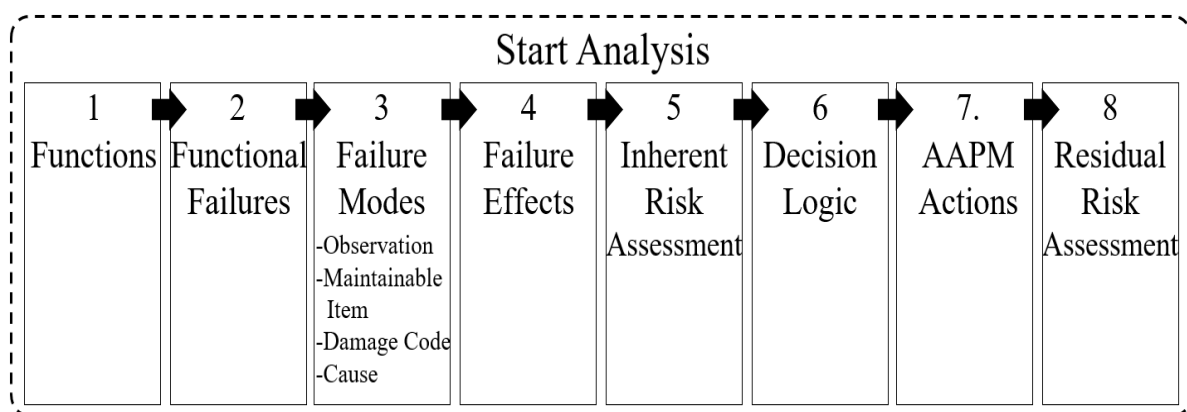 Start Analysis
1
Functions
2
Functional
Failures
3
Failure
Modes
-Observation
-Maintainable
Item
-Damage Code
-Cause
4
Failure
Effects
5
Inherent
Risk
Assessment
6
Decision
Logic
7.
AAPM
Actions
8
Residual
Risk
Assessment